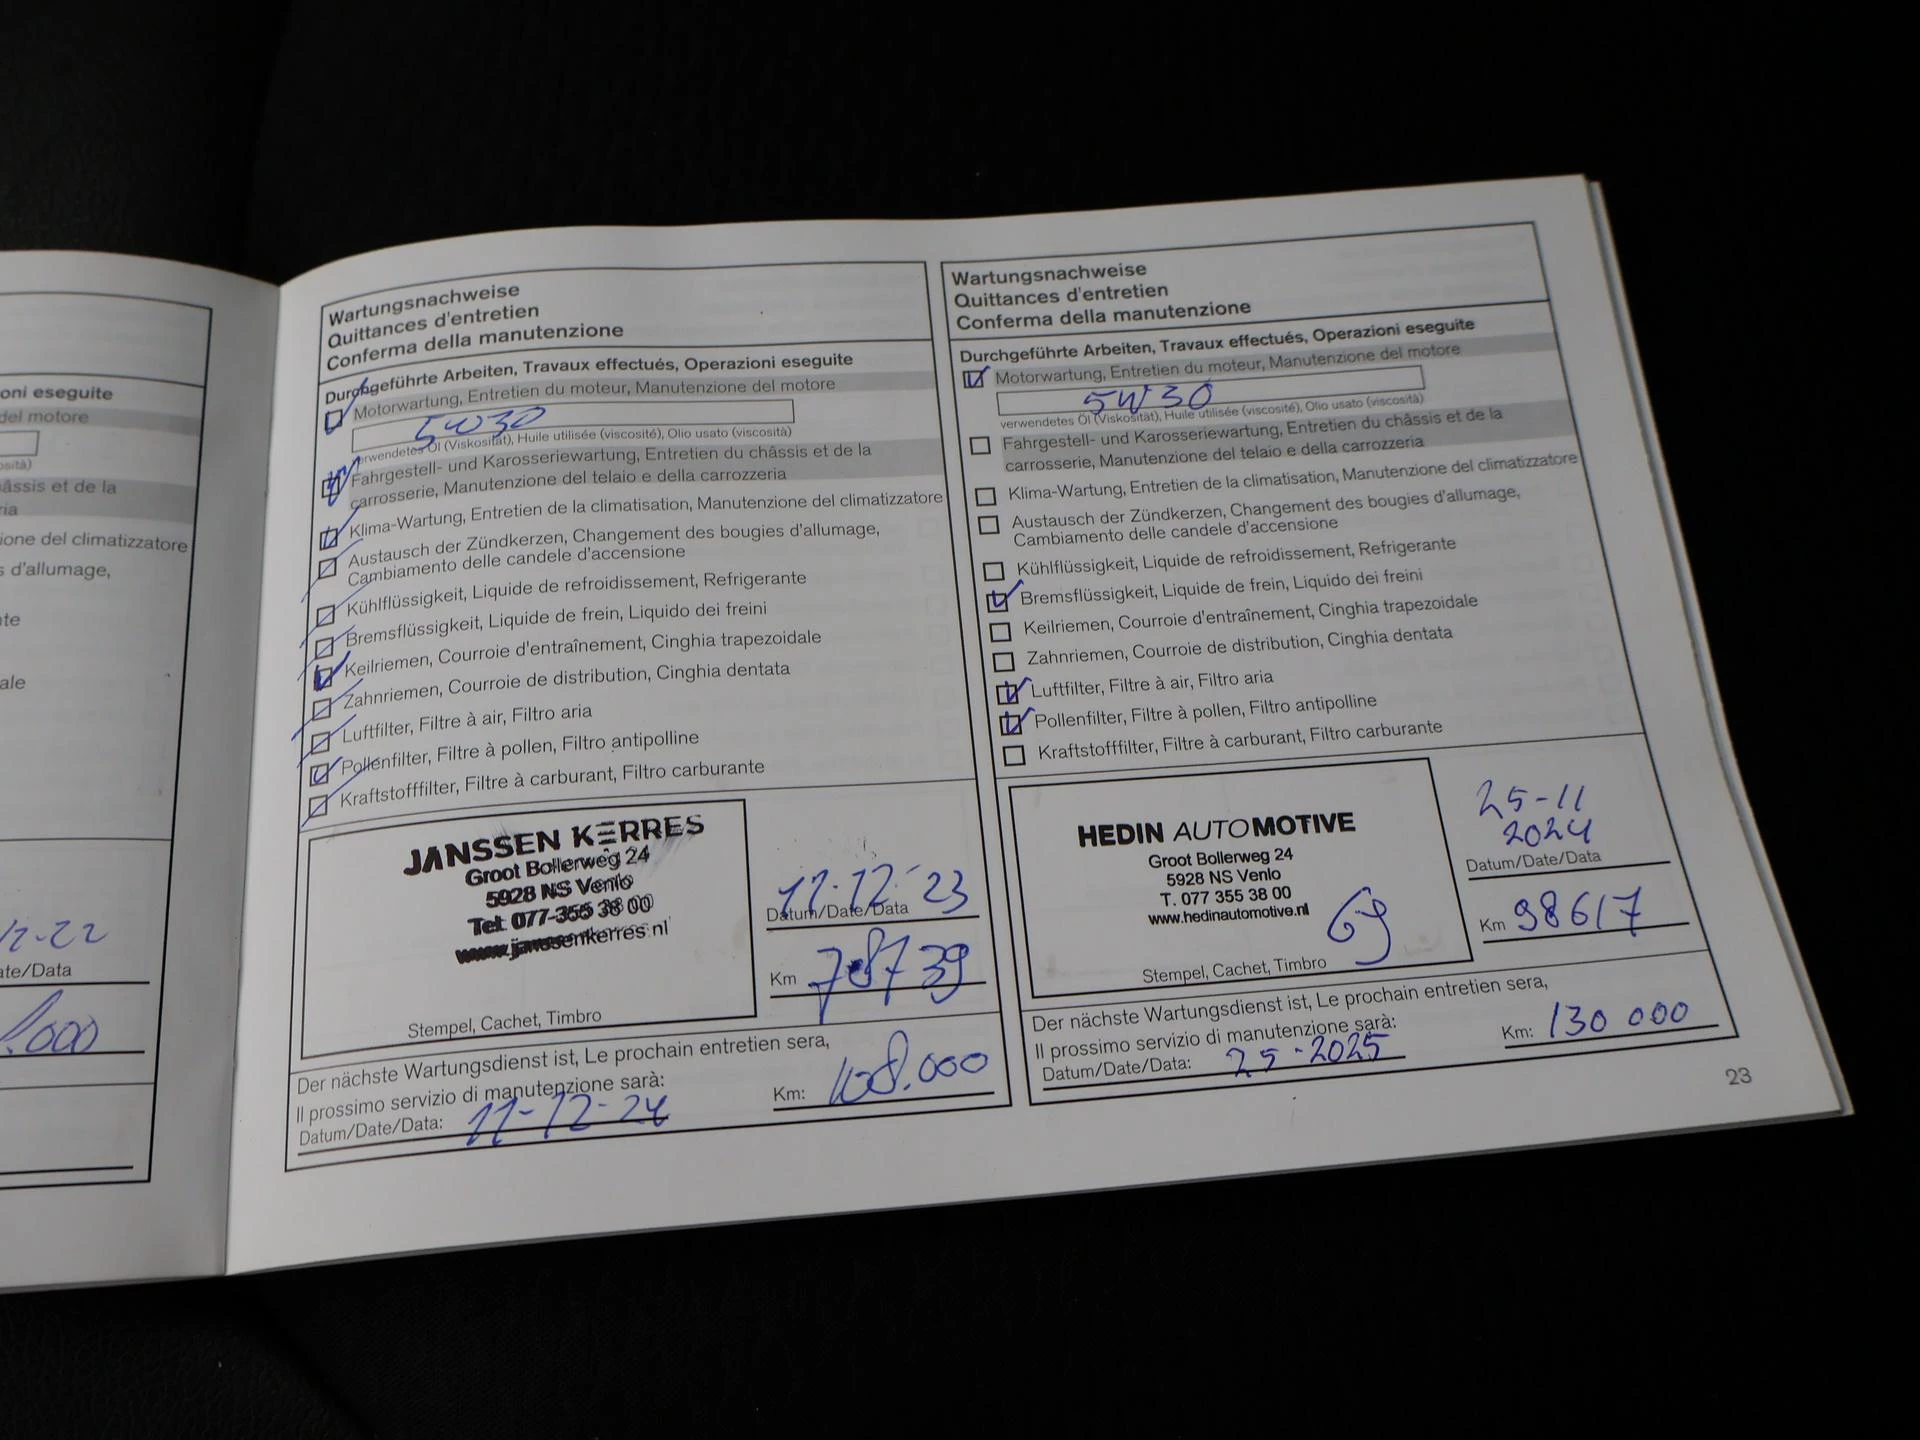 oni eseguite
del motore
osità)
âssis et de la
ria
ione del climatizzatore
s d'allumage,
te
ale
12-22
ate/Data
.000
Wartungsnachweise
Quittances d'entretien
Conferma della manutenzione
Durchgeführte Arbeiten, Travaux effectués, Operazioni eseguite
Motorwartung, Entretien du moteur, Manutenzione del motore
5W30
verwendetes Öl (Viskosität), Huile utilisée (viscosité), Olio usato (viscosità)
Fahrgestell- und Karosseriewartung, Entretien du châssis et de la
carrosserie, Manutenzione del telaio e della carrozzeria
Klima-Wartung, Entretien de la climatisation, Manutenzione del climatizzatore
Austausch der Zündkerzen, Changement des bougies d'allumage,
Cambiamento delle candele d'accensione
Kühlflüssigkeit, Liquide de refroidissement, Refrigerante
Bremsflüssigkeit, Liquide de frein, Liquido dei freini
Keilriemen, Courroie d'entraînement, Cinghia trapezoidale
Zahnriemen, Courroie de distribution, Cinghia dentata
Luftfilter, Filtre à air, Filtro aria
Pollenfilter, Filtre à pollen, Filtro antipolline
Kraftstofffilter, Filtre à carburant, Filtro carburante
JANSSEN KERRES
Groot Bollerweg 24
5928 NS Venlo
Tel. 077-355 38 00
www.janssenkerres.nl
Stempel, Cachet, Timbro
11-12-23
Datum/Date/Data
Km 78739
Der nächste Wartungsdienst ist, Le prochain entretien sera,
Il prossimo servizio di manutenzione sarà:
Datum/Date/Data: 11-12-24 Km: 108.000
Wartungsnachweise
Quittances d'entretien
Conferma della manutenzione
Durchgeführte Arbeiten, Travaux effectués, Operazioni eseguite
Motorwartung, Entretien du moteur, Manutenzione del motore
5W30
verwendetes Öl (Viskosität), Huile utilisée (viscosité), Olio usato (viscosità)
Fahrgestell- und Karosseriewartung, Entretien du châssis et de la
carrosserie, Manutenzione del telaio e della carrozzeria
Klima-Wartung, Entretien de la climatisation, Manutenzione del climatizzatore
Austausch der Zündkerzen, Changement des bougies d'allumage,
Cambiamento delle candele d'accensione
Kühlflüssigkeit, Liquide de refroidissement, Refrigerante
Bremsflüssigkeit, Liquide de frein, Liquido dei freini
Keilriemen, Courroie d'entraînement, Cinghia trapezoidale
Zahnriemen, Courroie de distribution, Cinghia dentata
Luftfilter, Filtre à air, Filtro aria
Pollenfilter, Filtre à pollen, Filtro antipolline
Kraftstofffilter, Filtre à carburant, Filtro carburante
HEDIN AUTOMOTIVE
Groot Bollerweg 24
5928 NS Venlo
T. 077 355 38 00
www.hedinautomotive.nl
Stempel, Cachet, Timbro
25-11
2024
Datum/Date/Data
Km 98617
Der nächste Wartungsdienst ist, Le prochain entretien sera,
Il prossimo servizio di manutenzione sarà:
Datum/Date/Data: 25-2025 Km: 130 000
23